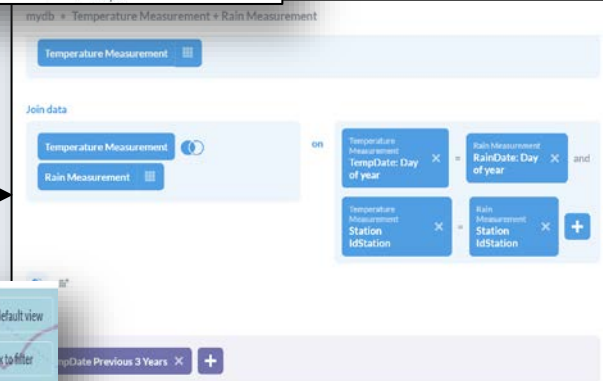 mydb • Temperature Measurement + Rain Measurement
Temperature Measurement
Join data
Temperature Measurement
Rain Measurement
on
Temperature
Measurement
TempDate: Day
of year
=
Rain Measurement
RainDate: Day
of year
and
Temperature
Measurement
Station
IdStation
=
Rain
Measurement
Station
IdStation
+
default view
to filter
Previous 3 Years
+